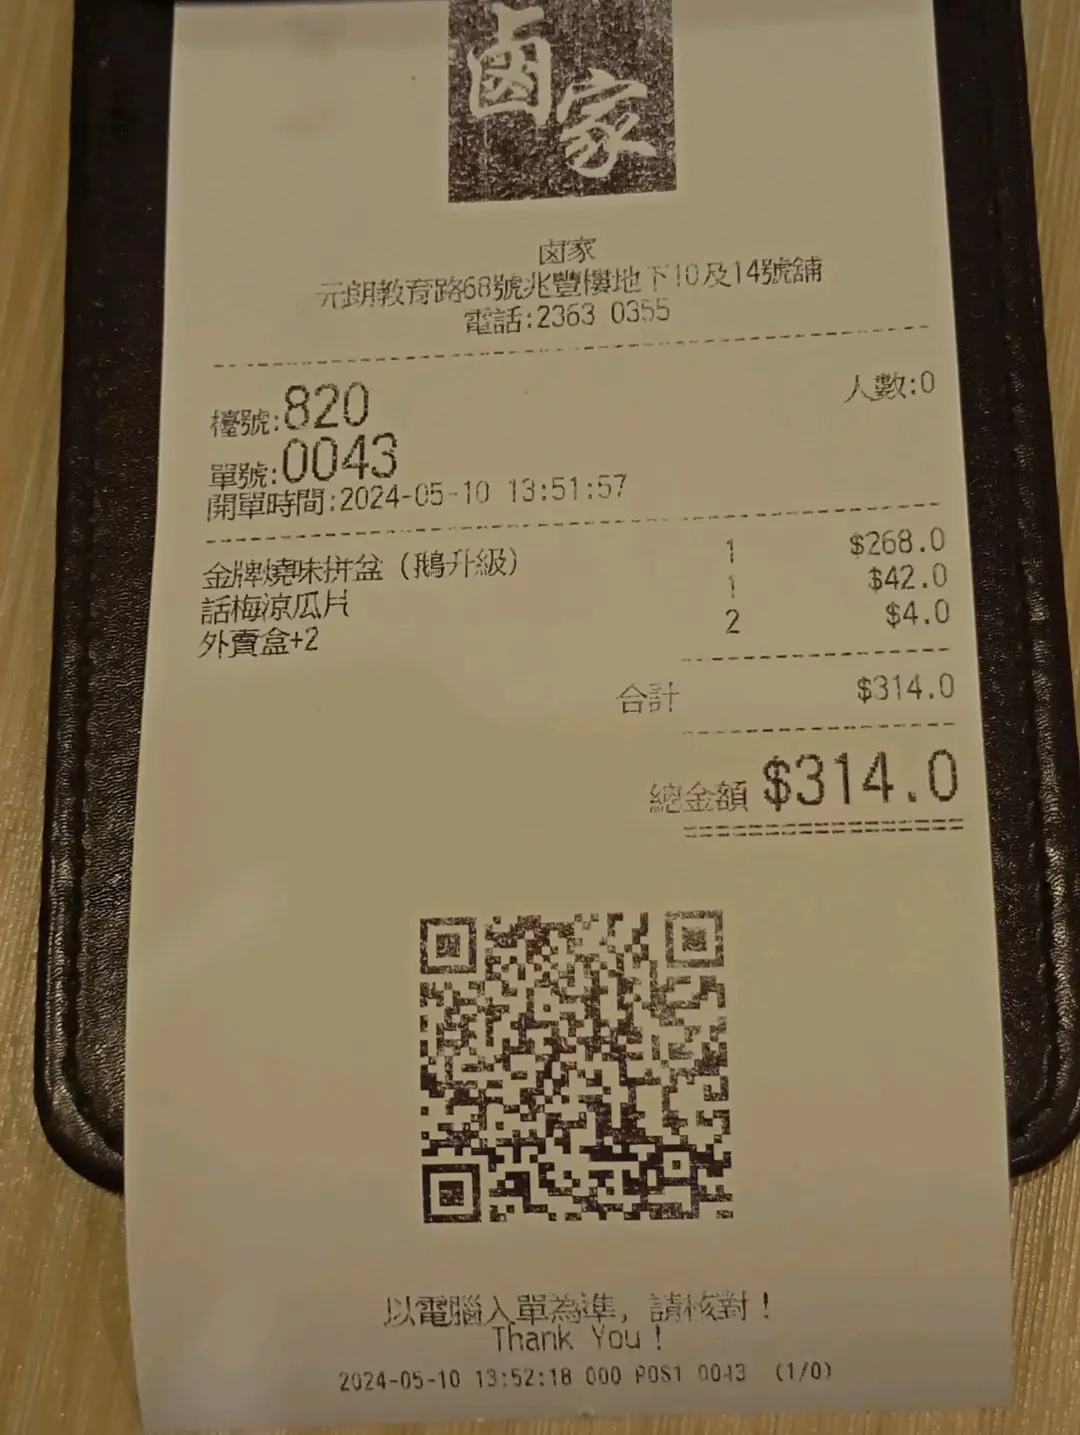 卤家
卤家
元朗教育路68號兆豐樓地下10及14號舖
電話:2363 0355
檯號:820
人數:0
單號:0043
開單時間:2024-05-10 13:51:57
金牌燒味拼盆（鵝升級） 1 $268.0
話梅涼瓜片 1 $42.0
外賣盒+2 2 $4.0
合計 $314.0
總金額 $314.0
以電腦入單為準，請核對！
Thank You !
2024-05-10 13:52:18 000 POS1 0043 (1/0)